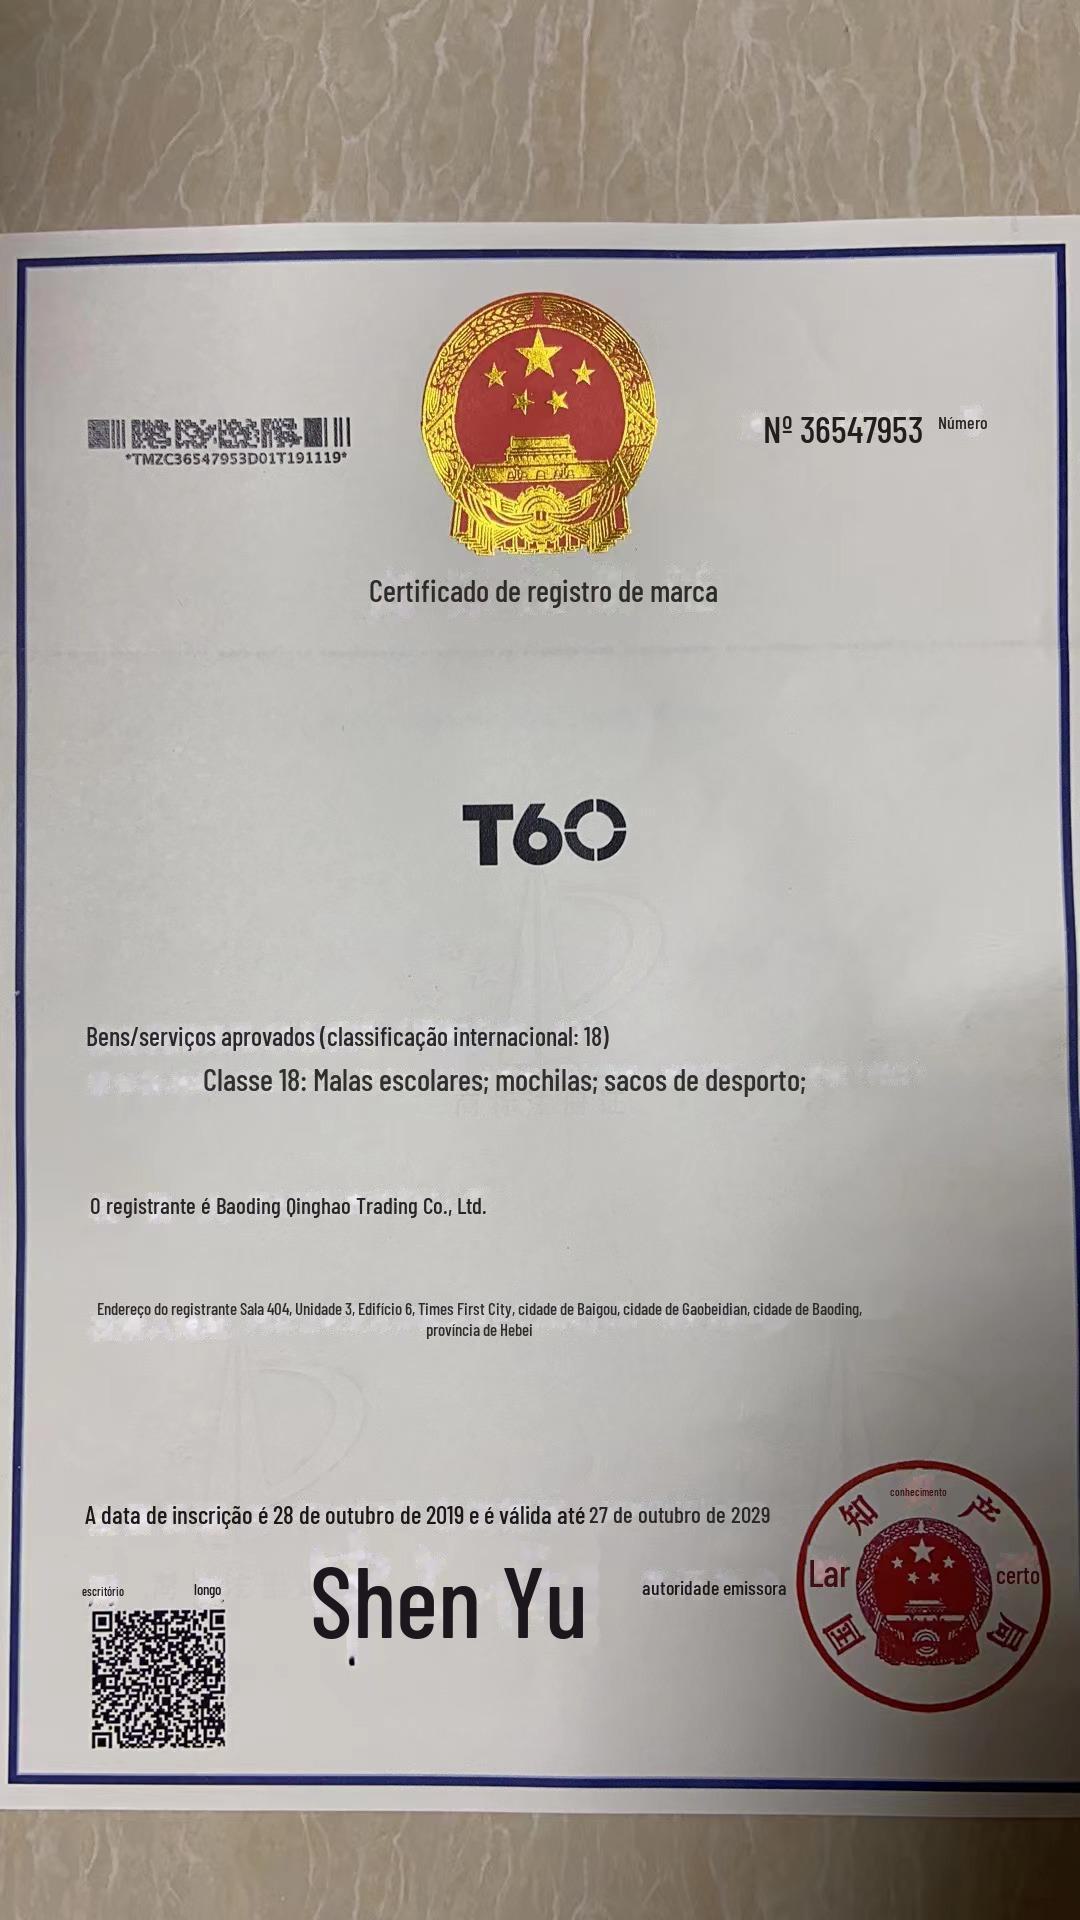 *TMZC36547953D01T191119*
Nº 36547953 Número
Certificado de registro de marca
T60
Bens/serviços aprovados (classificação internacional: 18)
Classe 18: Malas escolares; mochilas; sacos de desporto;
O registrante é Baoding Qinghao Trading Co., Ltd.
Endereço do registrante Sala 404, Unidade 3, Edifício 6, Times First City, cidade de Baigou, cidade de Gaobeidian, cidade de Baoding,
província de Hebei
A data de inscrição é 28 de outubro de 2019 e é válida até 27 de outubro de 2029
escritório longo
Shen Yu
autoridade emissora
conhecimento
知 产
Lar certo
国 局